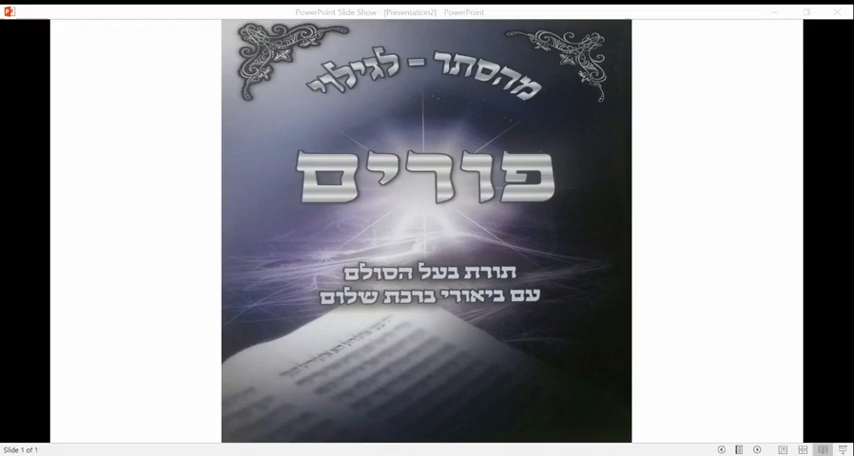 PowerPoint Slide Show - [Presentation2] - PowerPoint
מהסתר - לגילוי
פורים
תורת בעל הסולם
עם ביאורי ברכת שלום
Slide 1 of 1